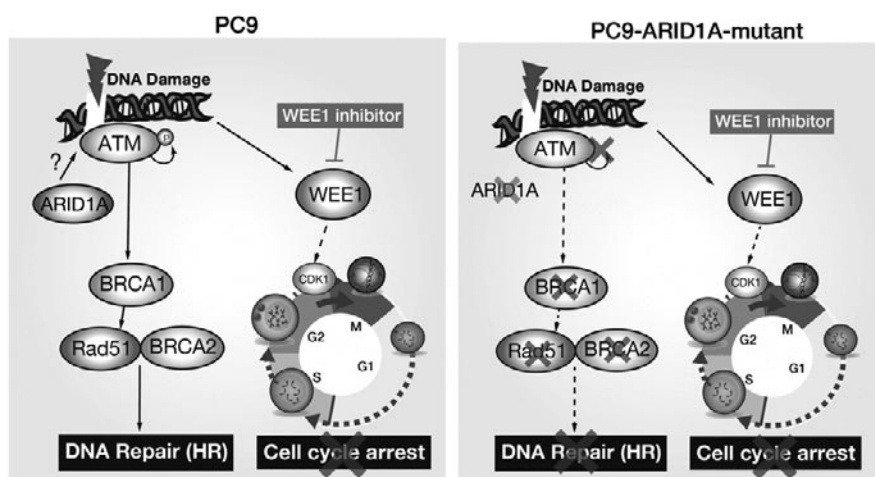 PC9
DNA Damage
WEE1 inhibitor
ATM
P
?
ARID1A
WEE1
BRCA1
CDK1
Rad51
BRCA2
G2
M
G1
S
DNA Repair (HR)
Cell cycle arrest
PC9-ARID1A-mutant
DNA Damage
WEE1 inhibitor
ATM
ARID1A
WEE1
BRCA1
CDK1
Rad51
BRCA2
G2
M
G1
S
DNA Repair (HR)
Cell cycle arrest